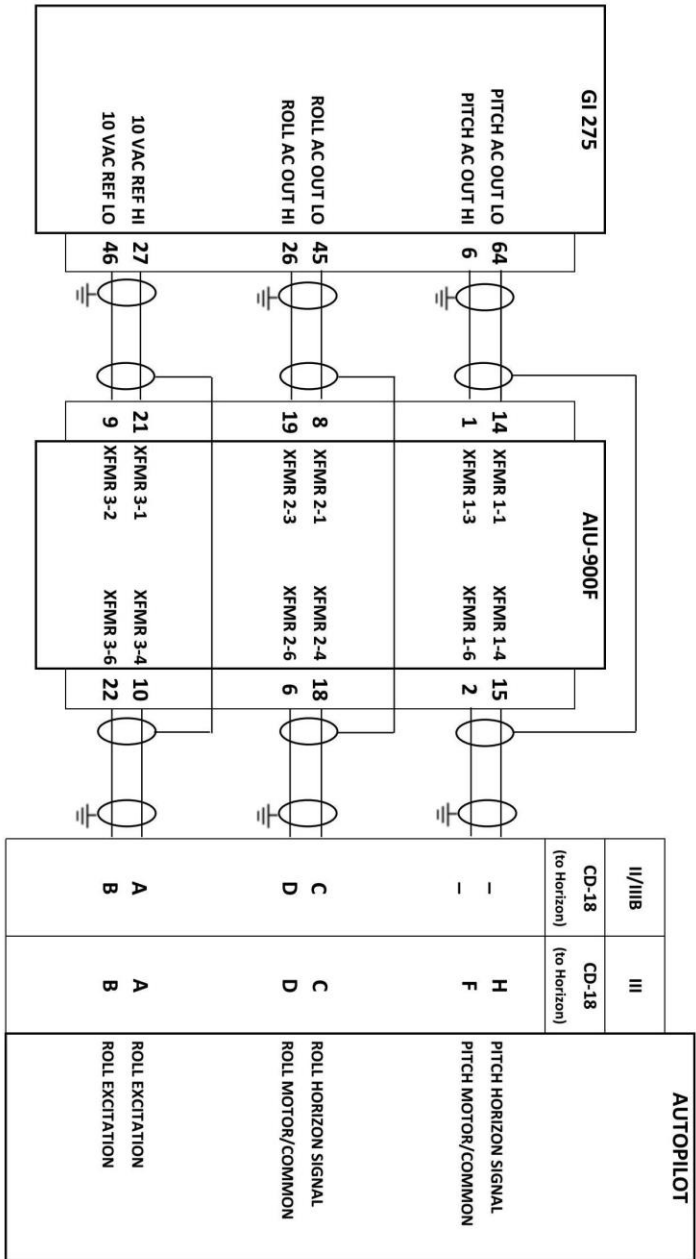 AUTOPILOT
II/IIIB III
GI 275 AIU-900F CD-18 CD-18
(to Horizon) (to Horizon)
PITCH AC OUT LO 64 14 XFMR 1-1 XFMR 1-4 15 – H PITCH HORIZON SIGNAL
PITCH AC OUT HI 6 1 XFMR 1-3 XFMR 1-6 2 – F PITCH MOTOR/COMMON
ROLL AC OUT LO 45 8 XFMR 2-1 XFMR 2-4 18 C C ROLL HORIZON SIGNAL
ROLL AC OUT HI 26 19 XFMR 2-3 XFMR 2-6 6 D D ROLL MOTOR/COMMON
10 VAC REF HI 27 21 XFMR 3-1 XFMR 3-4 10 A A ROLL EXCITATION
10 VAC REF LO 46 9 XFMR 3-2 XFMR 3-6 22 B B ROLL EXCITATION